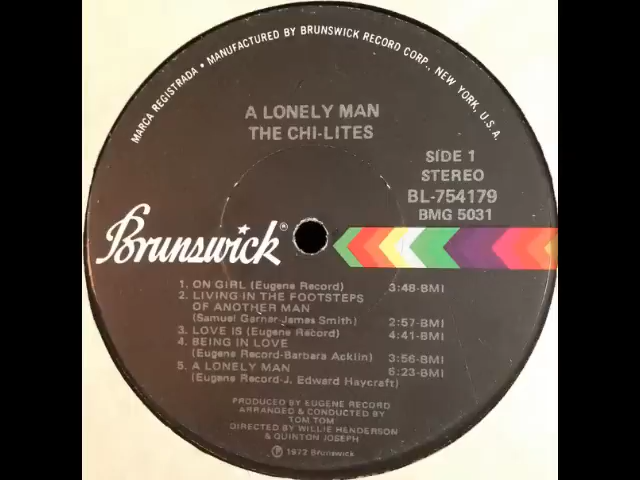 MARCA REGISTRADA • MANUFACTURED BY BRUNSWICK RECORD CORP., NEW YORK, U.S.A.
A LONELY MAN
THE CHI-LITES
SIDE 1
STEREO
BL-754179
BMG 5031
Brunswick®
1. ON GIRL (Eugene Record) 3:48-BMI
2. LIVING IN THE FOOTSTEPS
OF ANOTHER MAN
(Samuel Garner-James Smith) 2:57-BMI
3. LOVE IS (Eugene Record) 4:41-BMI
4. BEING IN LOVE
(Eugene Record-Barbara Acklin) 3:56-BMI
5. A LONELY MAN 6:23-BMI
(Eugene Record-J. Edward Haycraft)
PRODUCED BY EUGENE RECORD
ARRANGED & CONDUCTED BY
TOM TOM
DIRECTED BY WILLIE HENDERSON
& QUINTON JOSEPH
℗ 1972 Brunswick